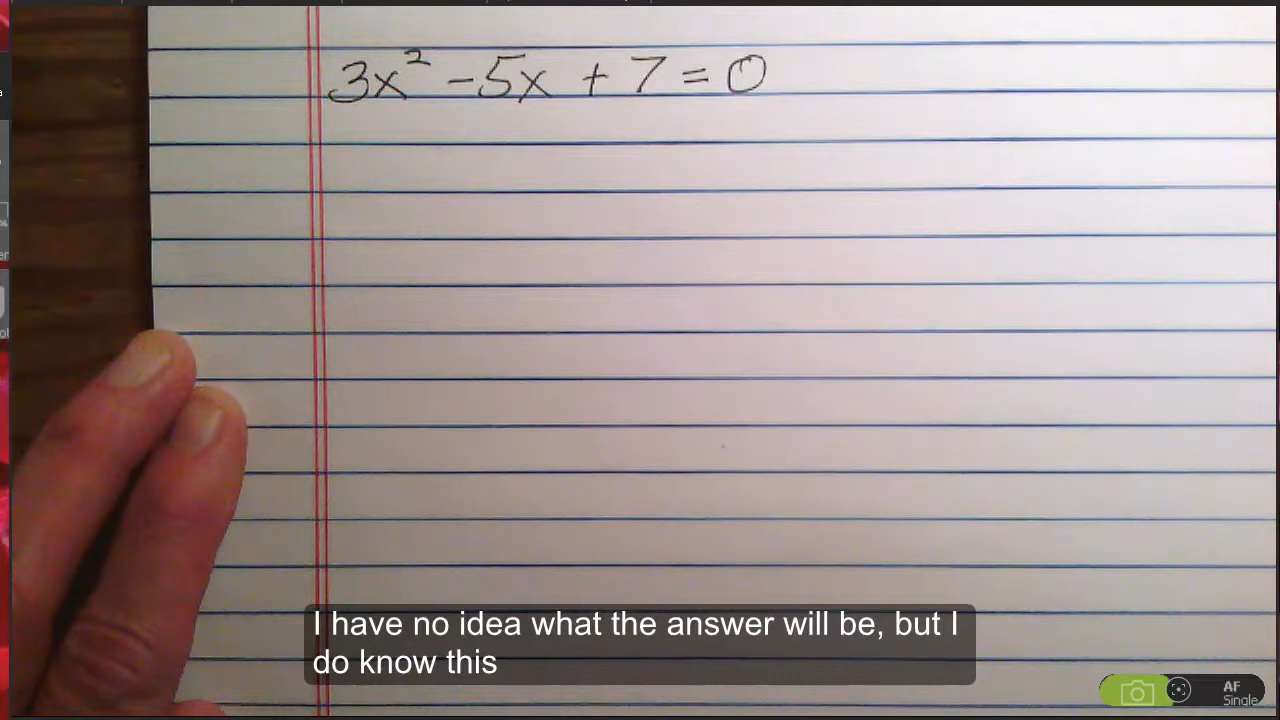 3x² - 5x + 7 = 0
I have no idea what the answer will be, but I
do know this
AF
Single